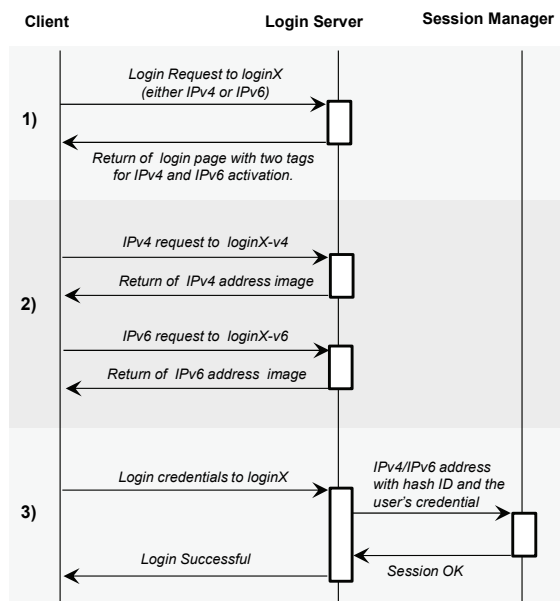 Client
Login Server
Session Manager
1)
Login Request to loginX
(either IPv4 or IPv6)
Return of login page with two tags
for IPv4 and IPv6 activation.
2)
IPv4 request to loginX-v4
Return of IPv4 address image
IPv6 request to loginX-v6
Return of IPv6 address image
3)
Login credentials to loginX
IPv4/IPv6 address
with hash ID and the
user's credential
Login Successful
Session OK